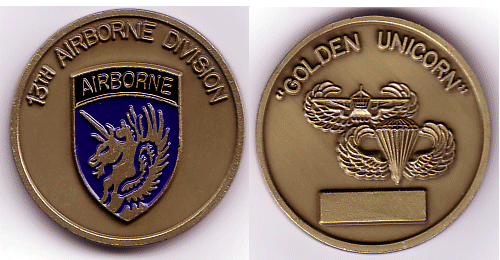 13TH AIRBORNE DIVISION
AIRBORNE
"GOLDEN UNICORN"